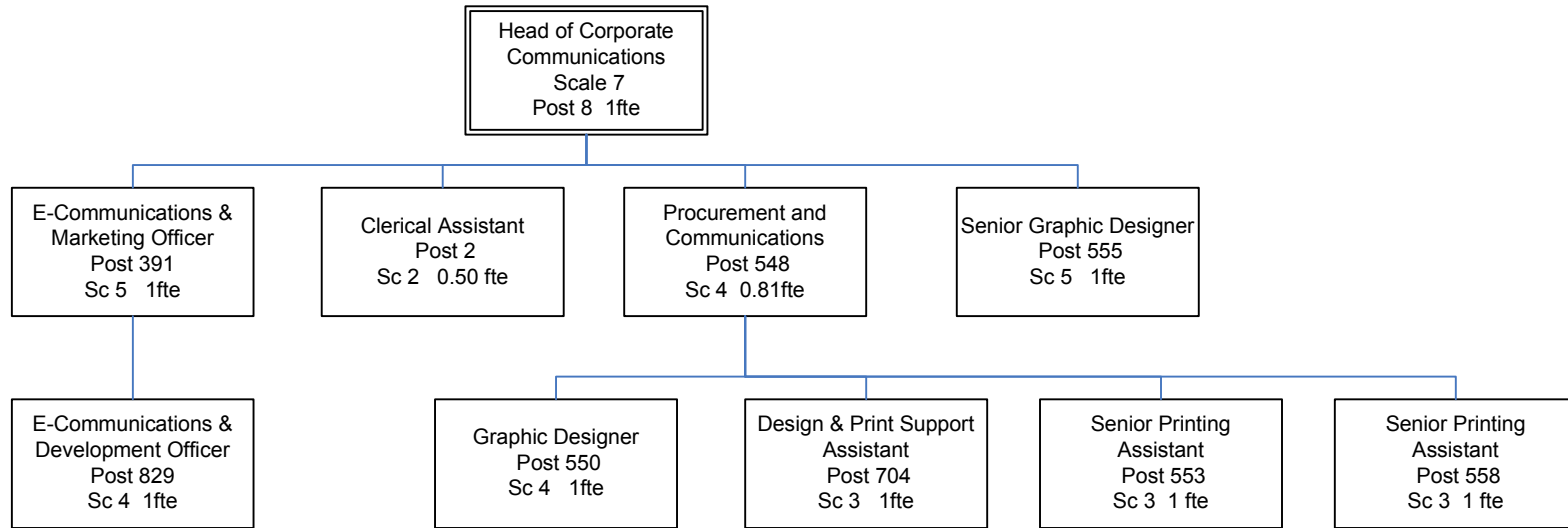 Head of Corporate
Communications
Scale 7
Post 8 1fte
E-Communications &
Marketing Officer
Post 391
Sc 5 1fte
Clerical Assistant
Post 2
Sc 2 0.50 fte
Procurement and
Communications
Post 548
Sc 4 0.81fte
Senior Graphic Designer
Post 555
Sc 5 1fte
E-Communications &
Development Officer
Post 829
Sc 4 1fte
Graphic Designer
Post 550
Sc 4 1fte
Design & Print Support
Assistant
Post 704
Sc 3 1fte
Senior Printing
Assistant
Post 553
Sc 3 1 fte
Senior Printing
Assistant
Post 558
Sc 3 1 fte